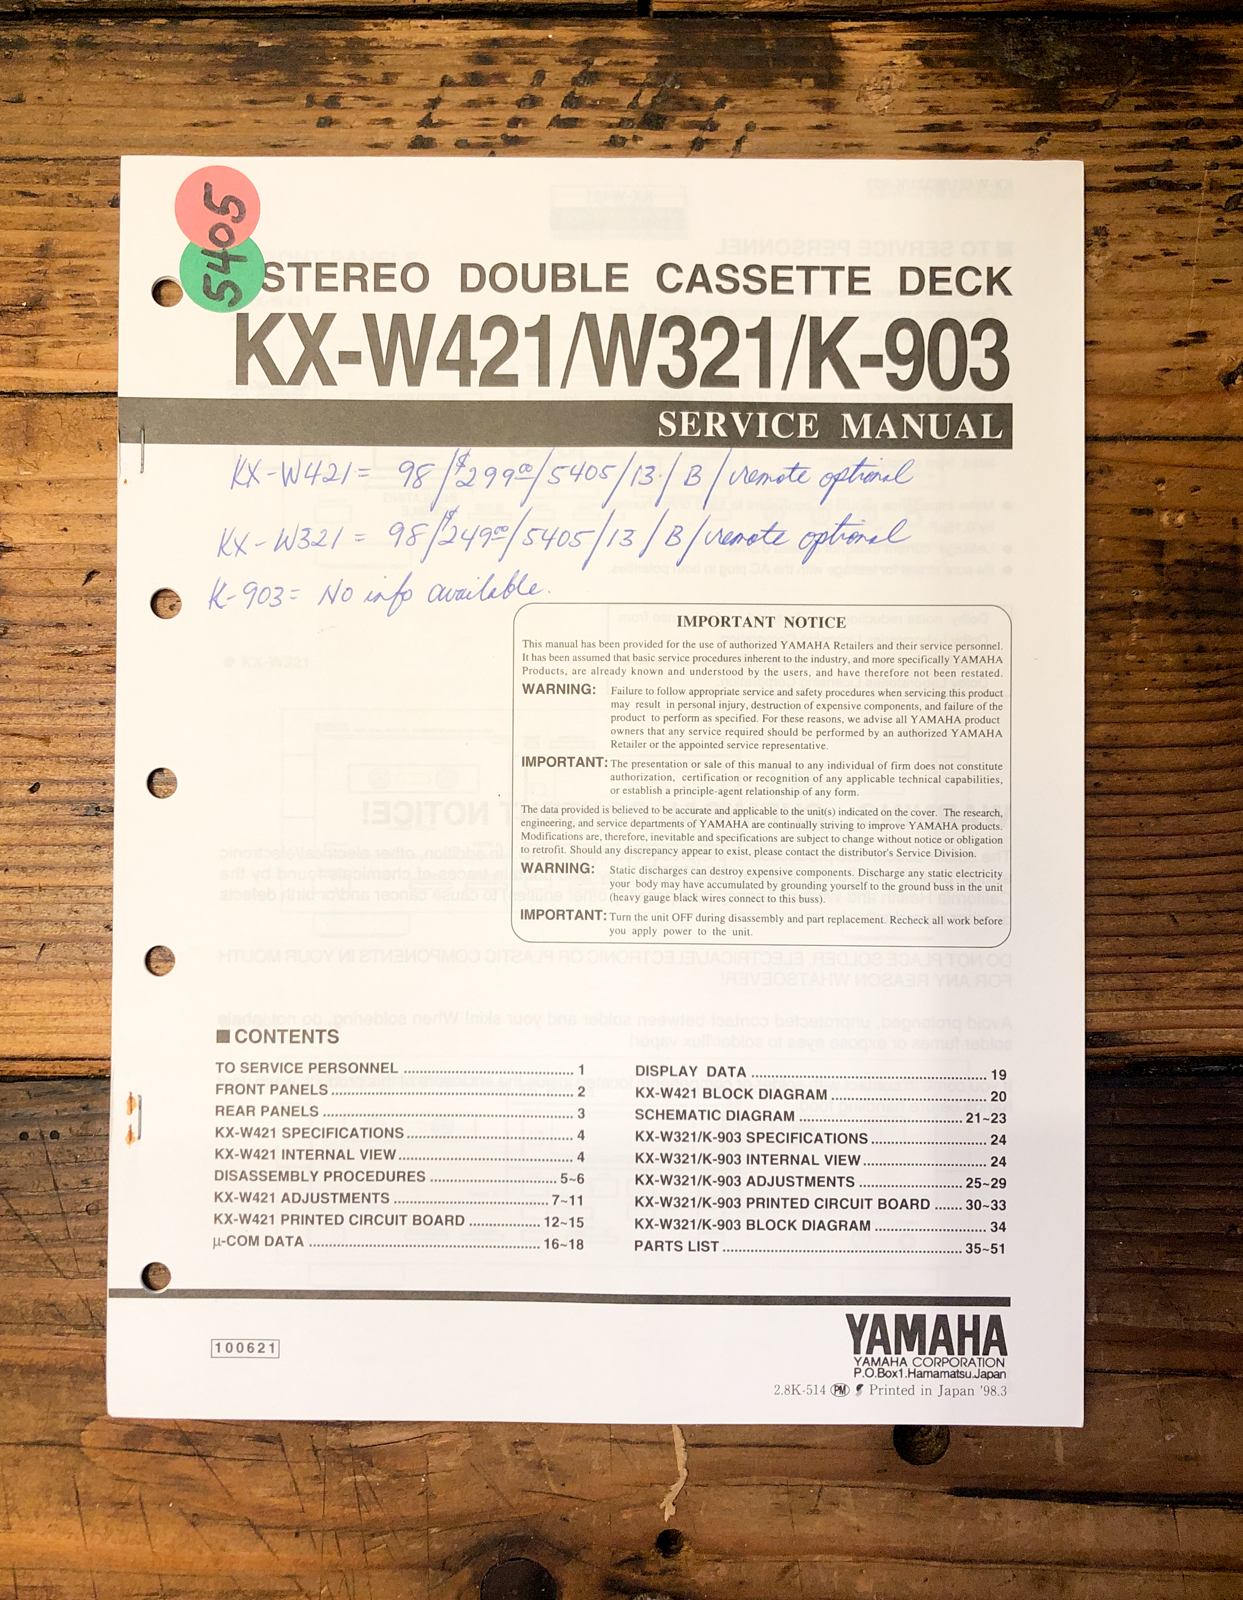 5405
STEREO DOUBLE CASSETTE DECK
KX-W421/W321/K-903
SERVICE MANUAL
KX-W421 = 98/$299.00/5405/13/B/remote optional
KX-W321 = 98/$249.00/5405/13/B/remote optional
K-903 = No info available.
IMPORTANT NOTICE
This manual has been provided for the use of authorized YAMAHA Retailers and their service personnel.
It has been assumed that basic service procedures inherent to the industry, and more specifically YAMAHA
Products, are already known and understood by the users, and have therefore not been restated.
WARNING: Failure to follow appropriate service and safety procedures when servicing this product
may result in personal injury, destruction of expensive components, and failure of the
product to perform as specified. For these reasons, we advise all YAMAHA product
owners that any service required should be performed by an authorized YAMAHA
Retailer or the appointed service representative.
IMPORTANT: The presentation or sale of this manual to any individual of firm does not constitute
authorization, certification or recognition of any applicable technical capabilities,
or establish a principle-agent relationship of any form.
The data provided is believed to be accurate and applicable to the unit(s) indicated on the cover. The research,
engineering, and service departments of YAMAHA are continually striving to improve YAMAHA products.
Modifications are, therefore, inevitable and specifications are subject to change without notice or obligation
to retrofit. Should any discrepancy appear to exist, please contact the distributor's Service Division.
WARNING: Static discharges can destroy expensive components. Discharge any static electricity
your body may have accumulated by grounding yourself to the ground buss in the unit
(heavy gauge black wires connect to this buss).
IMPORTANT: Turn the unit OFF during disassembly and part replacement. Recheck all work before
you apply power to the unit.
■ CONTENTS
TO SERVICE PERSONNEL ........ 1
FRONT PANELS ........ 2
REAR PANELS ........ 3
KX-W421 SPECIFICATIONS ........ 4
KX-W421 INTERNAL VIEW ........ 4
DISASSEMBLY PROCEDURES ........ 5~6
KX-W421 ADJUSTMENTS ........ 7~11
KX-W421 PRINTED CIRCUIT BOARD ........ 12~15
μ-COM DATA ........ 16~18
DISPLAY DATA ........ 19
KX-W421 BLOCK DIAGRAM ........ 20
SCHEMATIC DIAGRAM ........ 21~23
KX-W321/K-903 SPECIFICATIONS ........ 24
KX-W321/K-903 INTERNAL VIEW ........ 24
KX-W321/K-903 ADJUSTMENTS ........ 25~29
KX-W321/K-903 PRINTED CIRCUIT BOARD ....... 30~33
KX-W321/K-903 BLOCK DIAGRAM ........ 34
PARTS LIST ........ 35~51
100621
YAMAHA
YAMAHA CORPORATION
P.O.Box1.Hamamatsu.Japan
2.8K-514 PM Printed in Japan '98.3